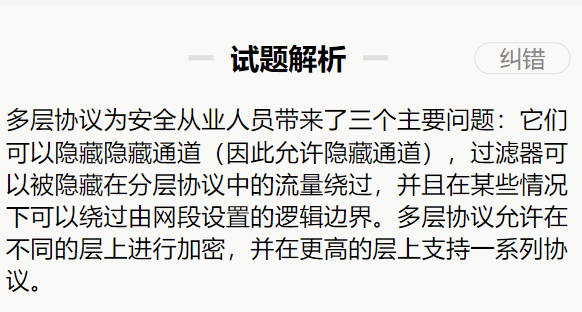 试题解析
纠错
多层协议为安全从业人员带来了三个主要问题：它们
可以隐藏隐藏通道（因此允许隐藏通道），过滤器可
以被隐藏在分层协议中的流量绕过，并且在某些情况
下可以绕过由网段设置的逻辑边界。多层协议允许在
不同的层上进行加密，并在更高的层上支持一系列协
议。